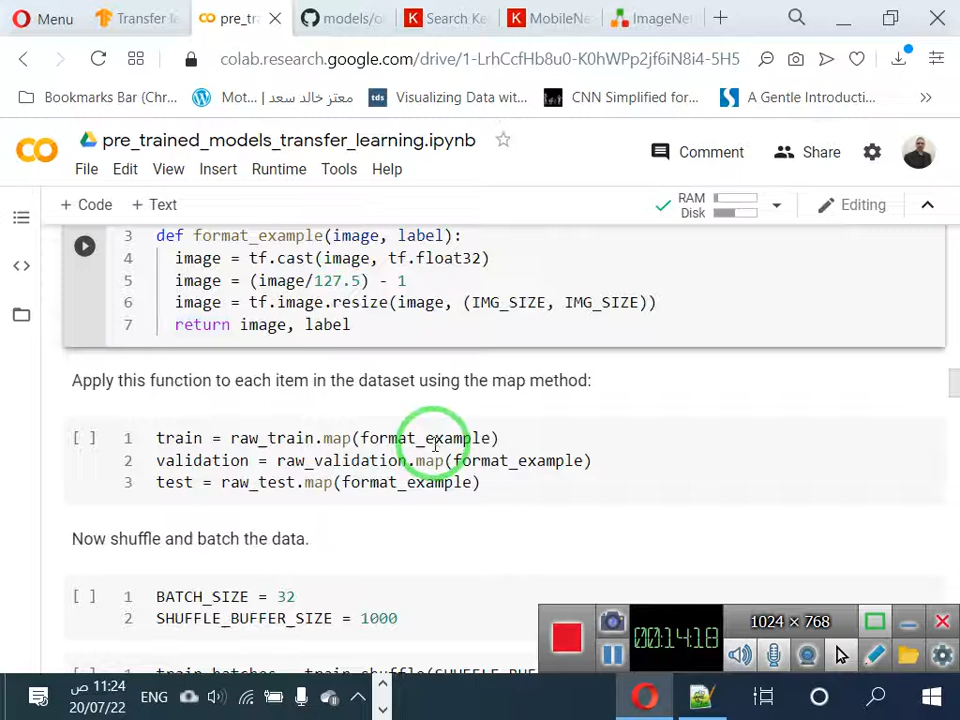 Menu
Transfer le
pre_tra
models/o
Search Ke
MobileNe
ImageNet
colab.research.google.com/drive/1-LrhCcfHb8u0-K0hWPp2jf6iN8i4-5H5
Bookmarks Bar (Chr...
Mot... | معتز خالد سعد
tds
Visualizing Data wit...
CNN Simplified for...
A Gentle Introducti...
pre_trained_models_transfer_learning.ipynb
Comment
Share
File Edit View Insert Runtime Tools Help
+ Code + Text
RAM
Disk
Editing
3 def format_example(image, label):
4 image = tf.cast(image, tf.float32)
5 image = (image/127.5) - 1
6 image = tf.image.resize(image, (IMG_SIZE, IMG_SIZE))
7 return image, label
Apply this function to each item in the dataset using the map method:
[ ] 1 train = raw_train.map(format_example)
2 validation = raw_validation.map(format_example)
3 test = raw_test.map(format_example)
Now shuffle and batch the data.
[ ] 1 BATCH_SIZE = 32
2 SHUFFLE_BUFFER_SIZE = 1000
00:14:18
1024 × 768
11:24 ص
ENG
20/07/22